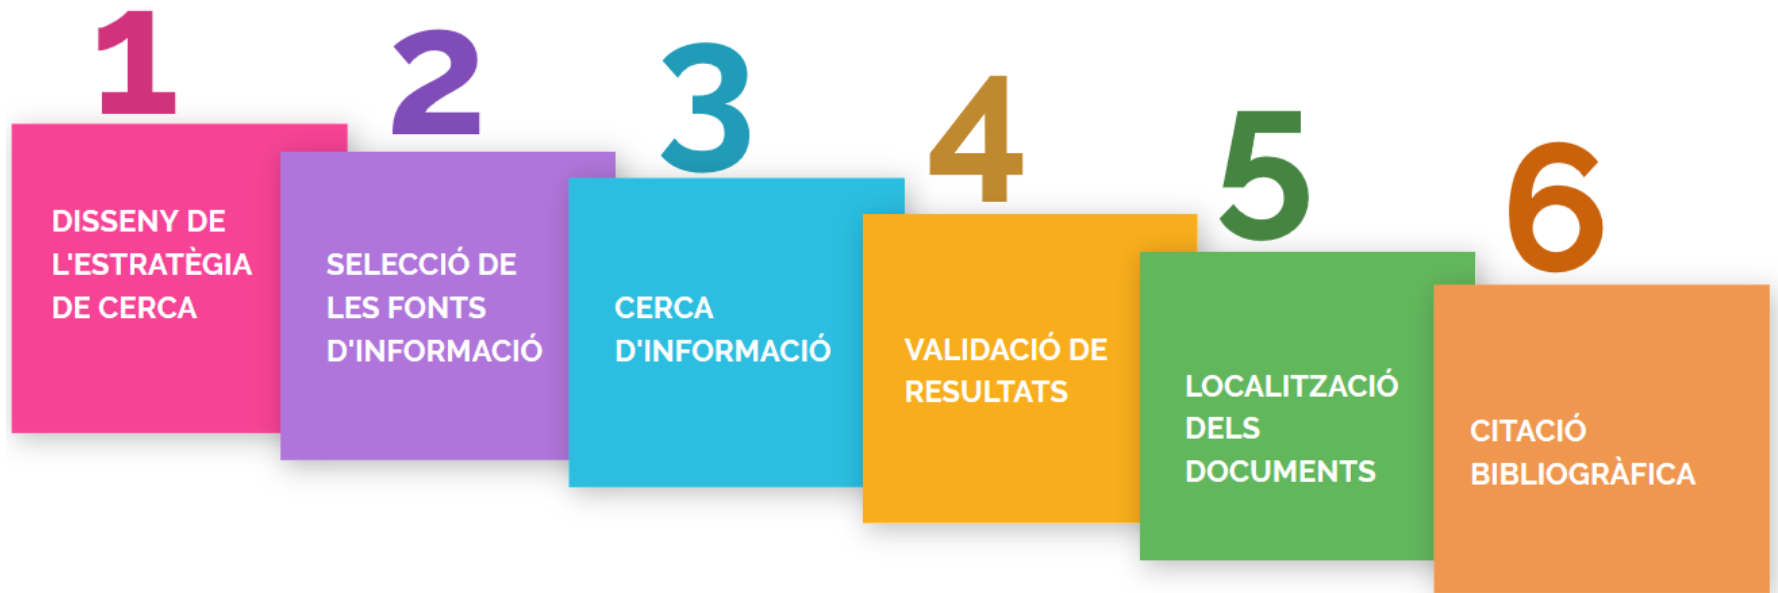 1
DISSENY DE
L'ESTRATÈGIA
DE CERCA
2
SELECCIÓ DE
LES FONTS
D'INFORMACIÓ
3
CERCA
D'INFORMACIÓ
4
VALIDACIÓ DE
RESULTATS
5
LOCALITZACIÓ
DELS
DOCUMENTS
6
CITACIÓ
BIBLIOGRÀFICA